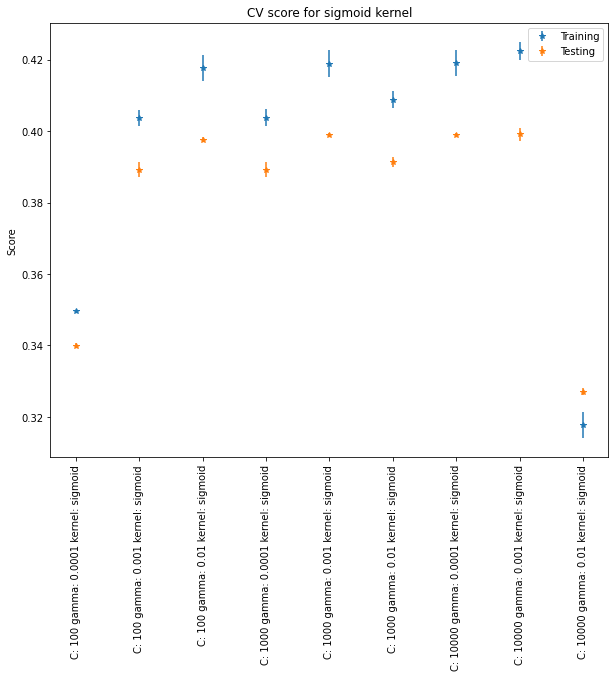 CV score for sigmoid kernel
Training
Testing
0.42
0.40
0.38
0.36
0.34
0.32
Score
C: 100 gamma: 0.0001 kernel: sigmoid
C: 100 gamma: 0.001 kernel: sigmoid
C: 100 gamma: 0.01 kernel: sigmoid
C: 1000 gamma: 0.0001 kernel: sigmoid
C: 1000 gamma: 0.001 kernel: sigmoid
C: 1000 gamma: 0.01 kernel: sigmoid
C: 10000 gamma: 0.0001 kernel: sigmoid
C: 10000 gamma: 0.001 kernel: sigmoid
C: 10000 gamma: 0.01 kernel: sigmoid